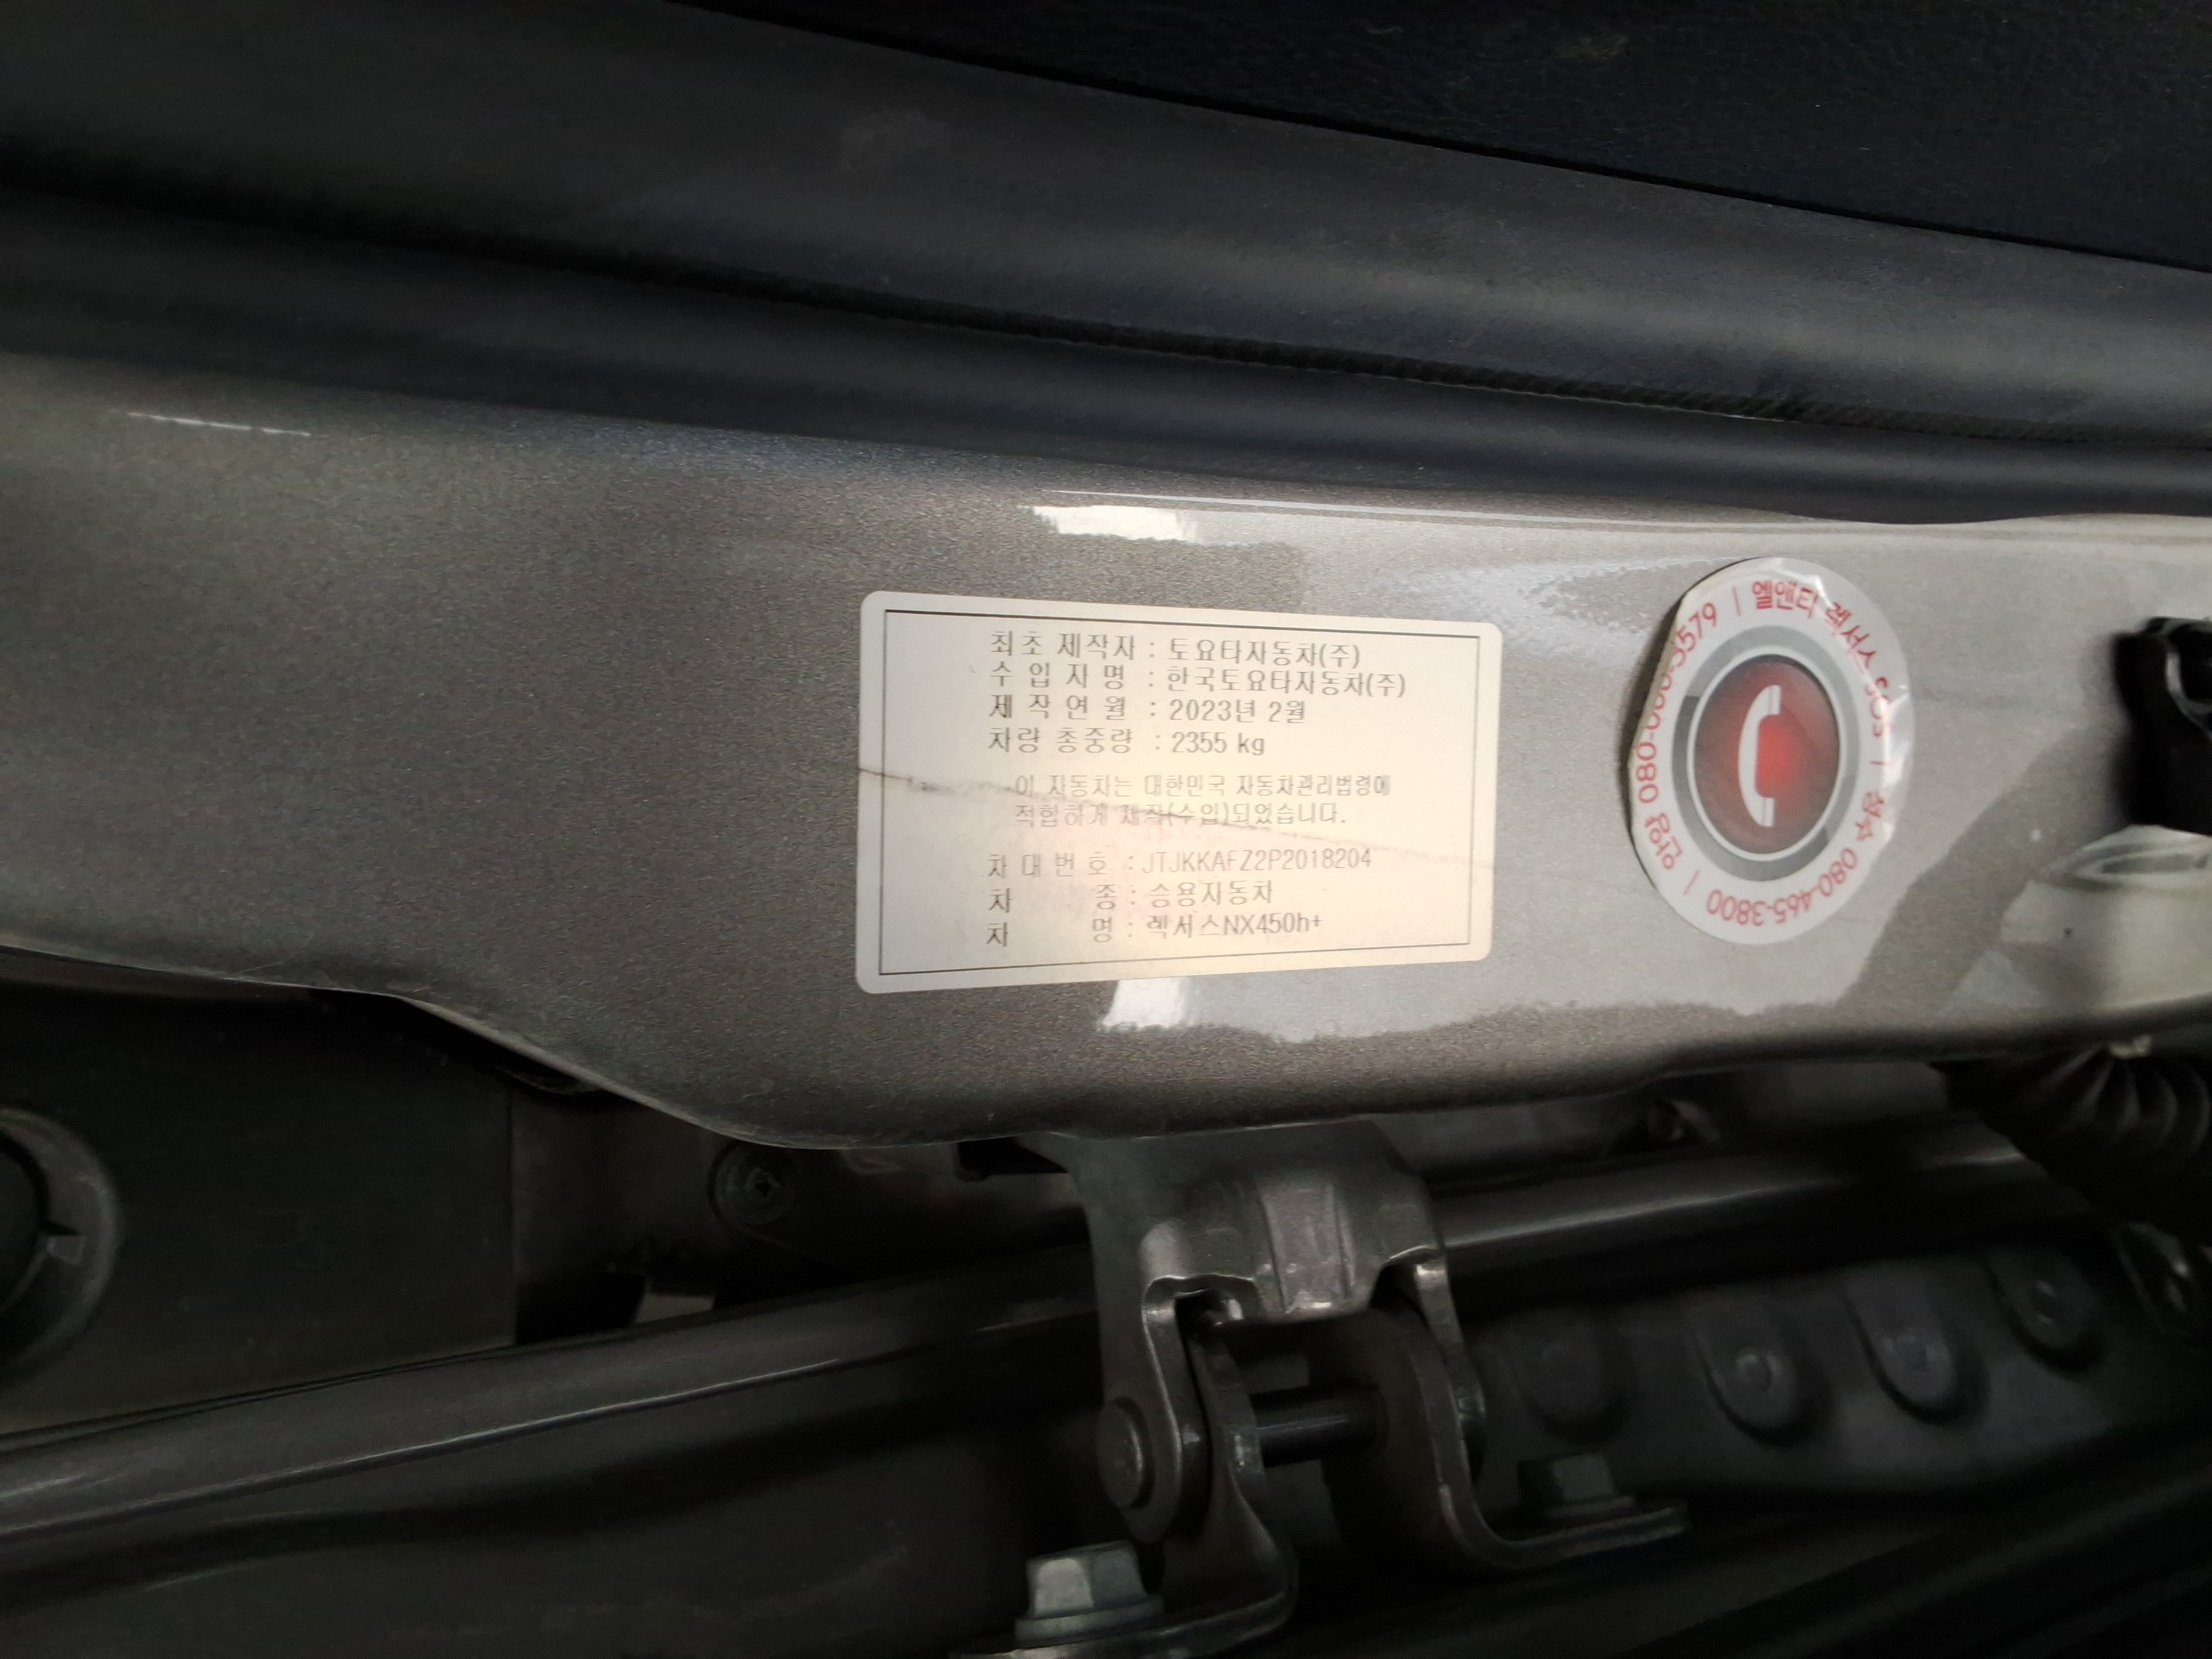 최초 제작자 : 토요타자동차(주)
수 입 자 명 : 한국토요타자동차(주)
제 작 연 월 : 2023년 2월
차량 총중량 : 2355 kg
이 자동차는 대한민국 자동차관리법령에
적합하게 제작(수입)되었습니다.
차 대 번 호 : JTJKKAFZ2P2018204
차 종 : 승용자동차
차 명 : 렉서스NX450h+
엘앤티 렉서스 SOS |
080-465-3800 |
안양 080-
3579 |